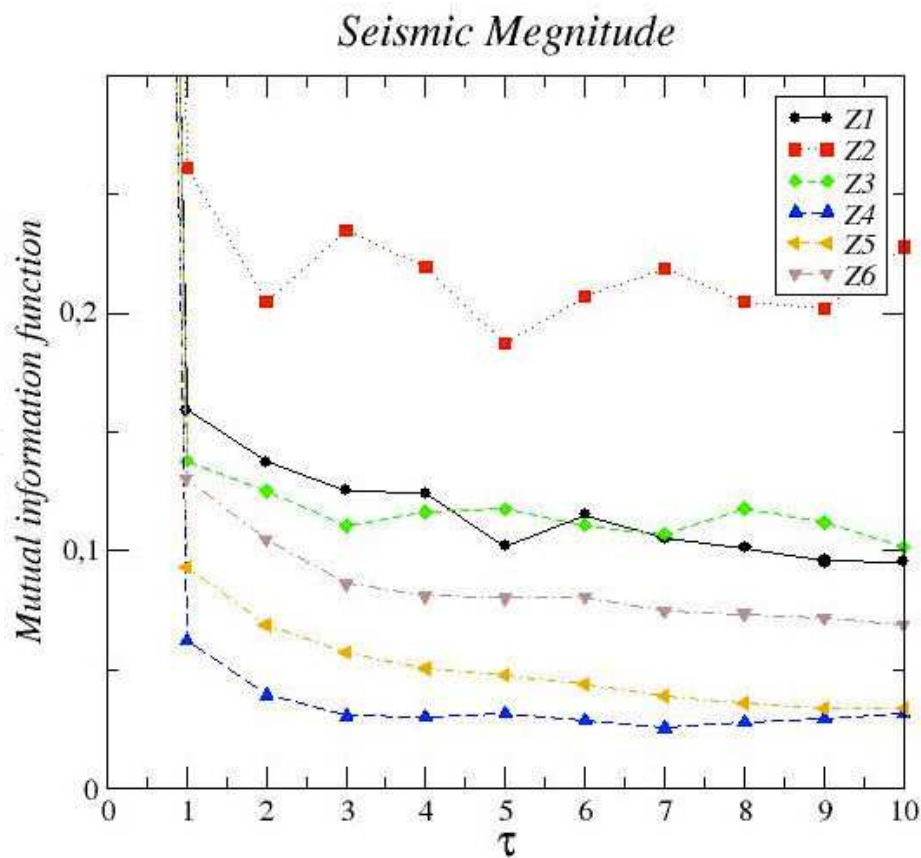 Seismic Megnitude
Z1
Z2
Z3
Z4
Z5
Z6
Mutual information function
0,2
0,1
0
0 1 2 3 4 5 6 7 8 9 10
τ